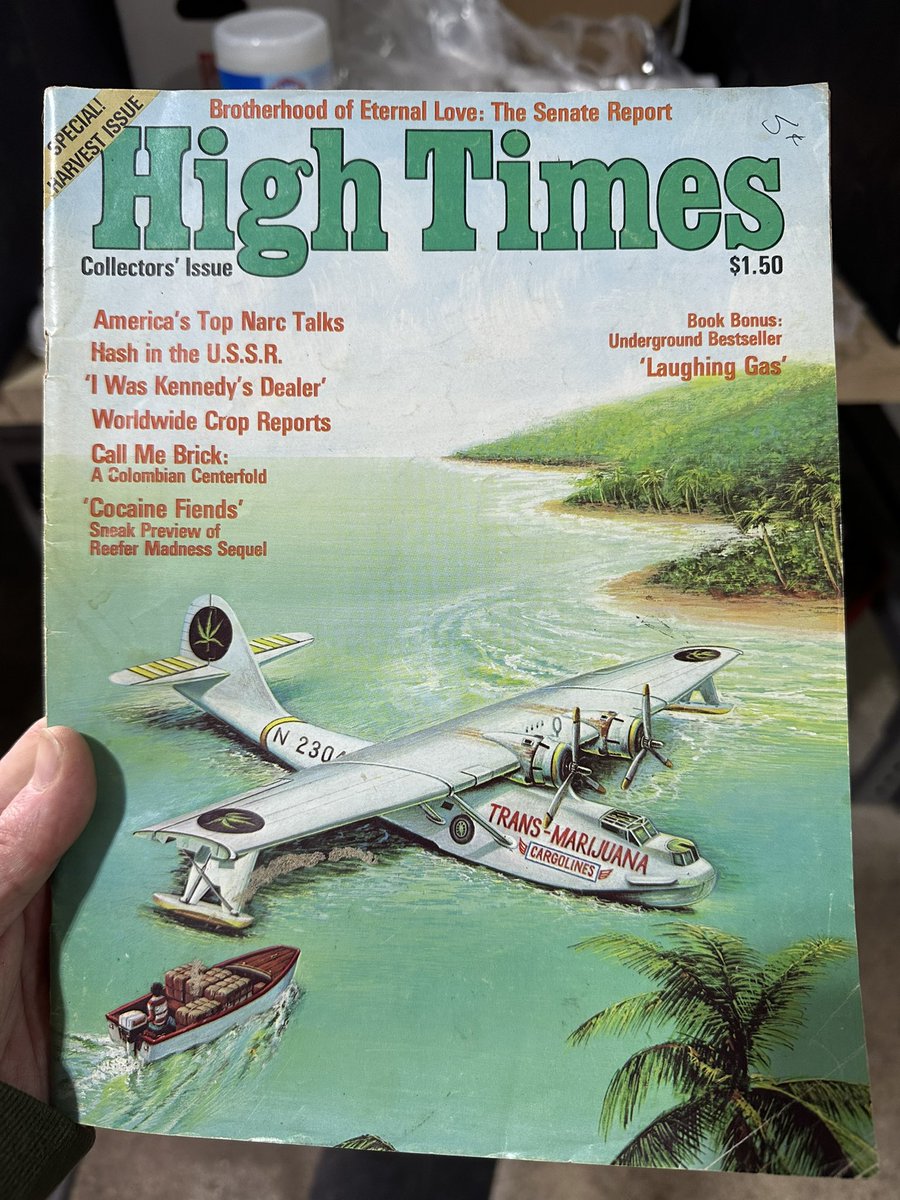 SPECIAL!
HARVEST ISSUE
Brotherhood of Eternal Love: The Senate Report
High Times
Collectors' Issue
$1.50
America's Top Narc Talks
Hash in the U.S.S.R.
'I Was Kennedy's Dealer'
Worldwide Crop Reports
Call Me Brick:
A Colombian Centerfold
'Cocaine Fiends'
Sneak Preview of
Reefer Madness Sequel
Book Bonus:
Underground Bestseller
'Laughing Gas'
N 230
TRANS-MARIJUANA
CARGOLINES